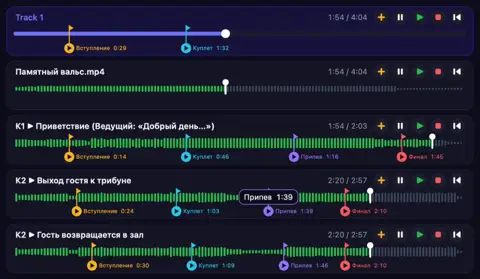 Track 1 1:54 / 4:04
Вступление 0:29 Куплет 1:32
Памятный вальс.mp4 1:54 / 4:04
К1 ▶ Приветствие (Ведущий: «Добрый день...») 1:54 / 2:03
Вступление 0:14 Куплет 0:46 Припев 1:16 Финал 1:45
К2 ▶ Выход гостя к трибуне 2:20 / 2:57
Припев 1:39
Вступление 0:24 Куплет 1:03 Припев 1:39 Финал 2:10
К2 ▶ Гость возвращается в зал 2:20 / 2:57
Вступление 0:30 Куплет 1:09 Припев 1:46 Финал 2:10